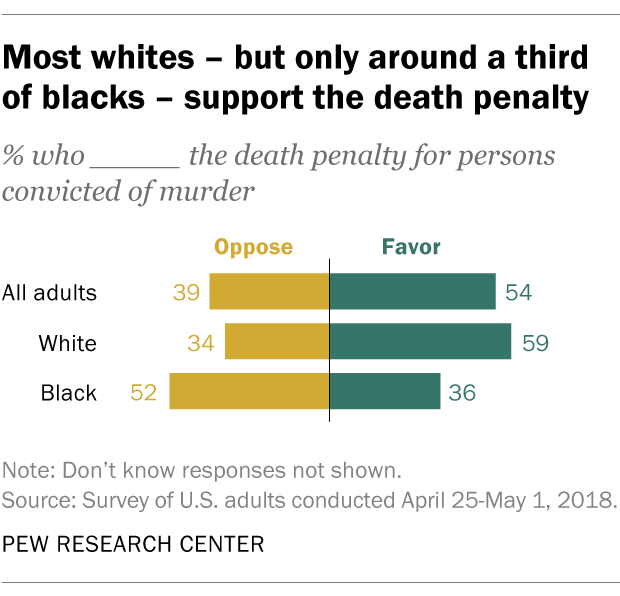 Most whites – but only around a third
of blacks – support the death penalty
% who _____ the death penalty for persons
convicted of murder
Oppose Favor
All adults 39 54
White 34 59
Black 52 36
Note: Don’t know responses not shown.
Source: Survey of U.S. adults conducted April 25-May 1, 2018.
PEW RESEARCH CENTER